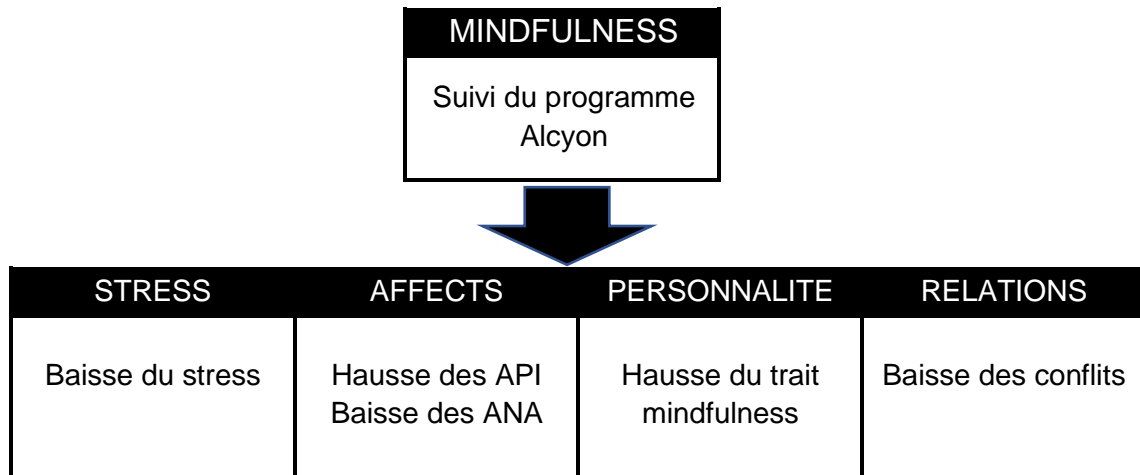 MINDFULNESS
Suivi du programme
Alcyon
STRESS
AFFECTS
PERSONNALITE
RELATIONS
Baisse du stress
Hausse des API
Baisse des ANA
Hausse du trait
mindfulness
Baisse des conflits